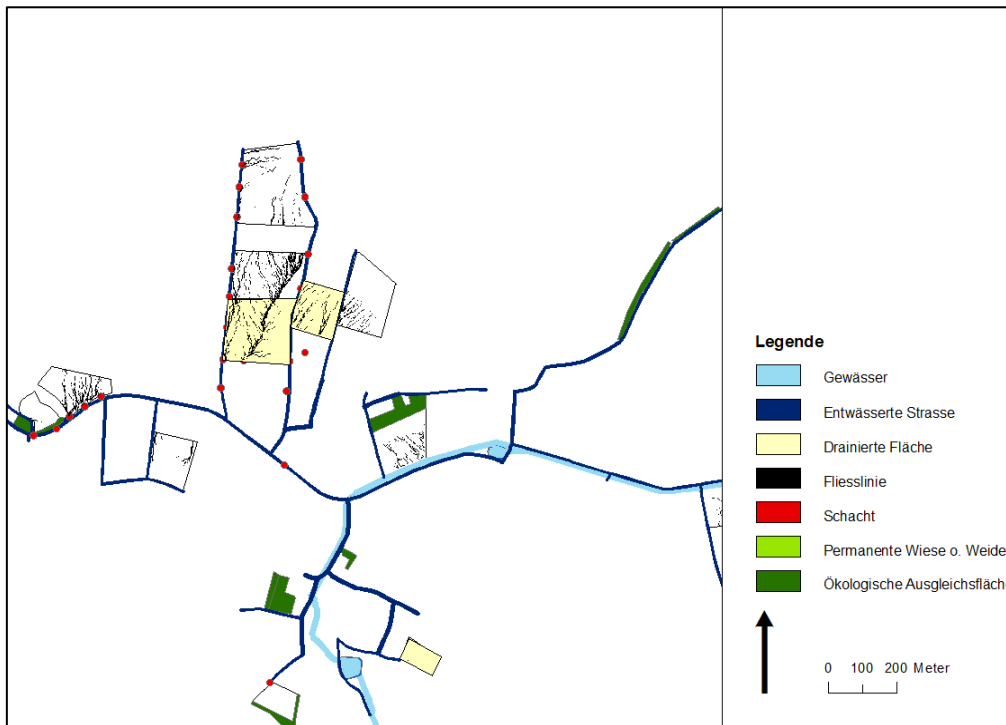 Legende
Gewässer
Entwässerte Strasse
Drainierte Fläche
Fliesslinie
Schacht
Permanente Wiese o. Weide
Ökologische Ausgleichsfläch
0 100 200 Meter